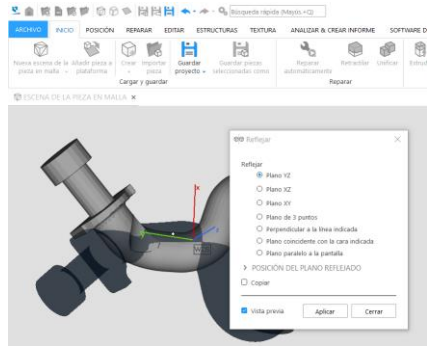 Búsqueda rápida (Mayús.+Q)
ARCHIVO INICIO POSICIÓN REPARAR EDITAR ESTRUCTURAS TEXTURA ANALIZAR & CREAR INFORME SOFTWARE D
Nueva escena de la pieza en malla
Añadir pieza a plataforma
Crear
Importar pieza
Guardar proyecto
Guardar piezas seleccionadas como
Reparar automáticamente
Retractilar
Unificar
Extrud
Cargar y guardar
Reparar
ESCENA DE LA PIEZA EN MALLA
Reflejar
Reflejar
Plano YZ
Plano XZ
Plano XY
Plano de 3 puntos
Perpendicular a la línea indicada
Plano coincidente con la cara indicada
Plano paralelo a la pantalla
POSICIÓN DEL PLANO REFLEJADO
Copiar
Vista previa
Aplicar
Cerrar
x